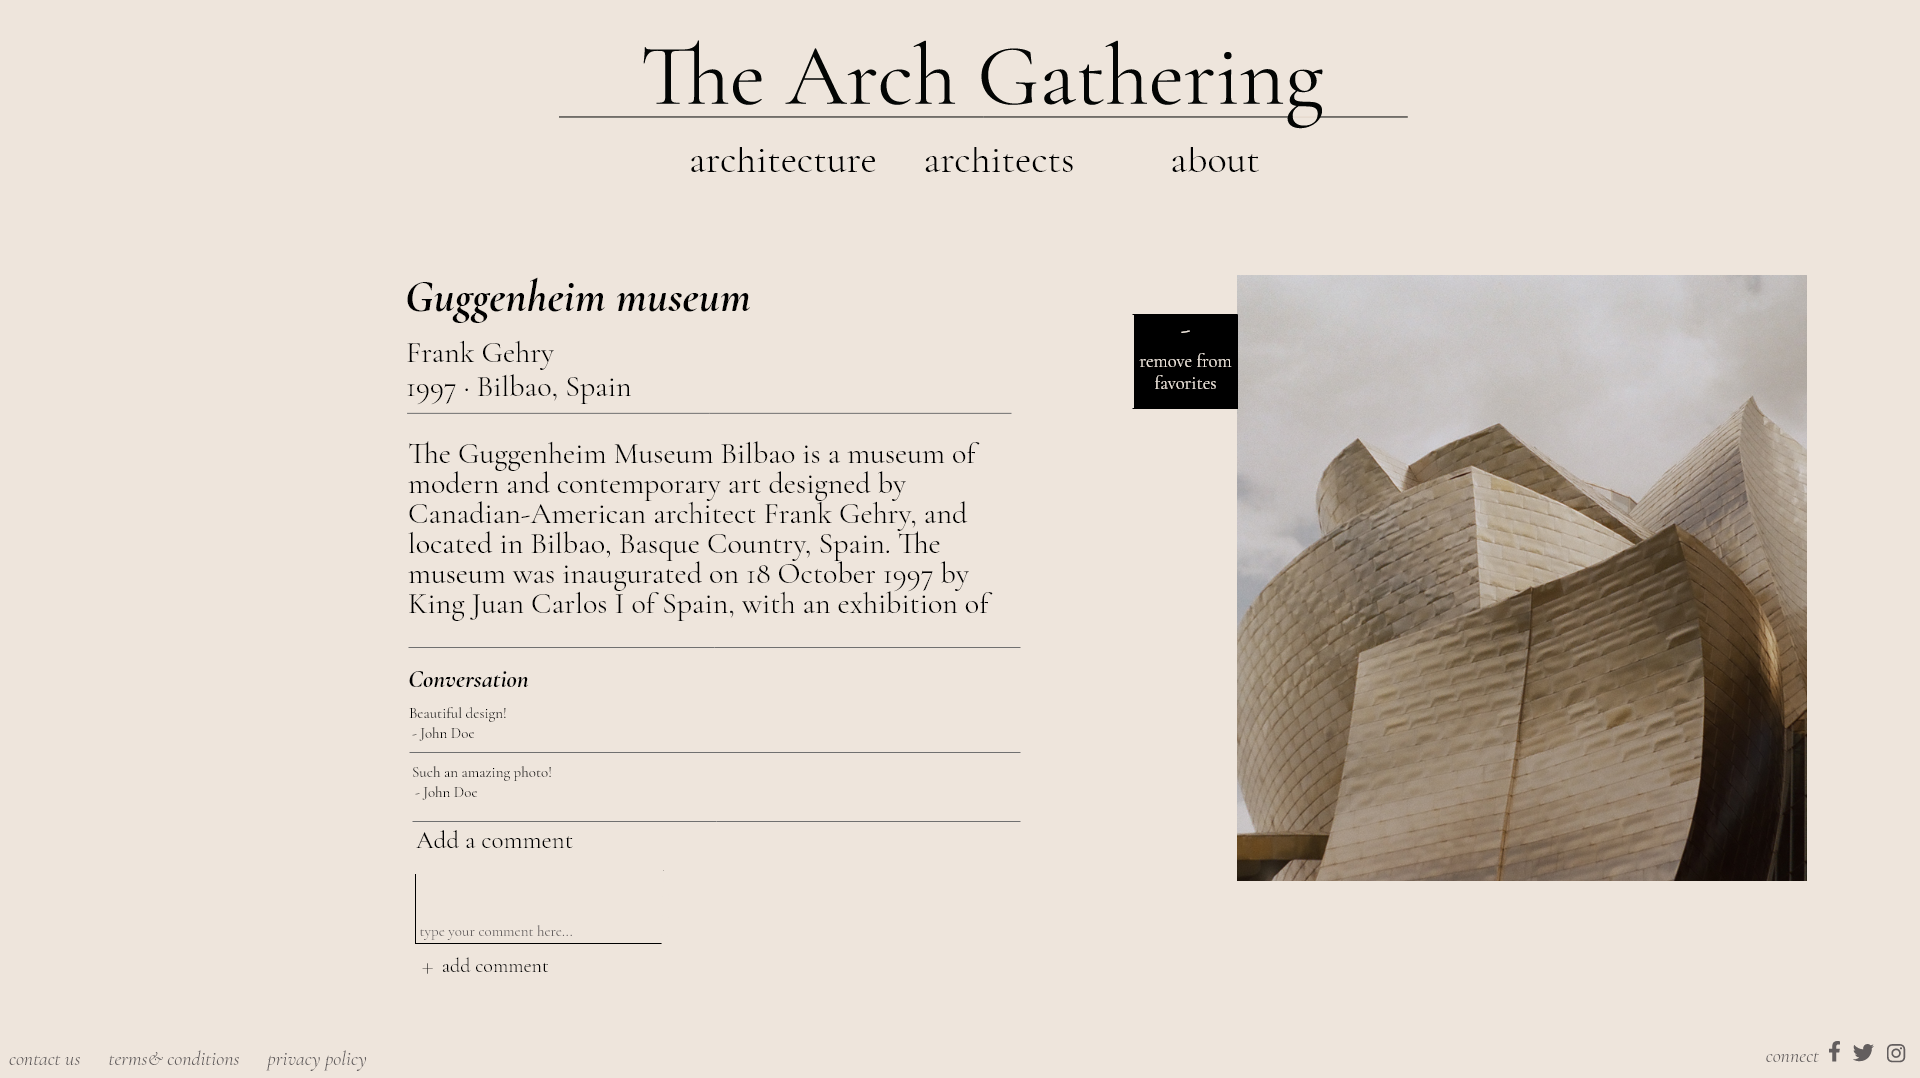 The Arch Gathering
architecture architects about
Guggenheim museum
Frank Gehry
1997 · Bilbao, Spain
The Guggenheim Museum Bilbao is a museum of
modern and contemporary art designed by
Canadian-American architect Frank Gehry, and
located in Bilbao, Basque Country, Spain. The
museum was inaugurated on 18 October 1997 by
King Juan Carlos I of Spain, with an exhibition of
-
remove from
favorites
Conversation
Beautiful design!
- John Doe
Such an amazing photo!
- John Doe
Add a comment
type your comment here...
+ add comment
contact us terms& conditions privacy policy
connect